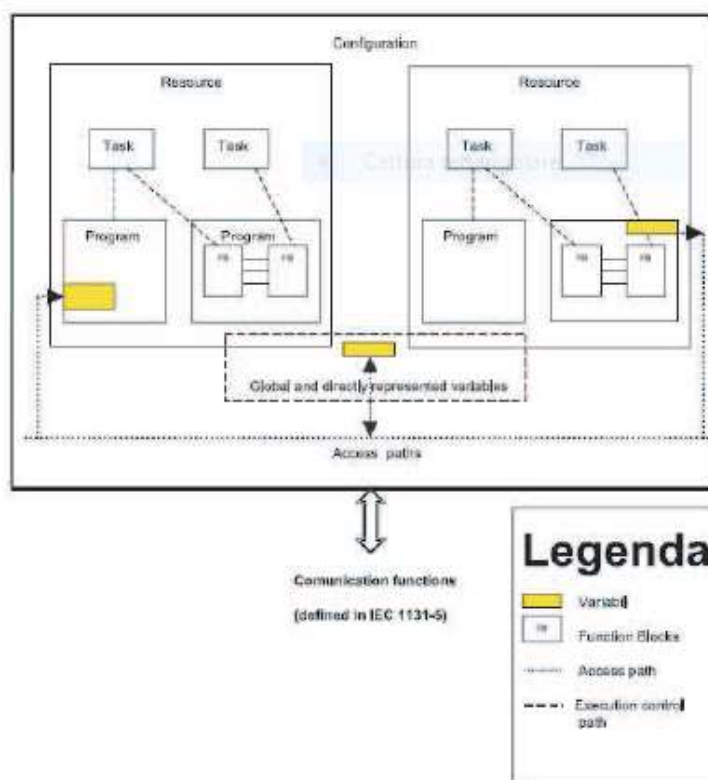 Configuration
Resource
Resource
Task
Task
Task
Task
Program
Program
Program
FB
FB
FB
FB
Global and directly represented variables
Access paths
Comunication functions
(defined in IEC 1131-5)
Legenda
Variabili
FB
Function Blocks
Access path
Execution control
path